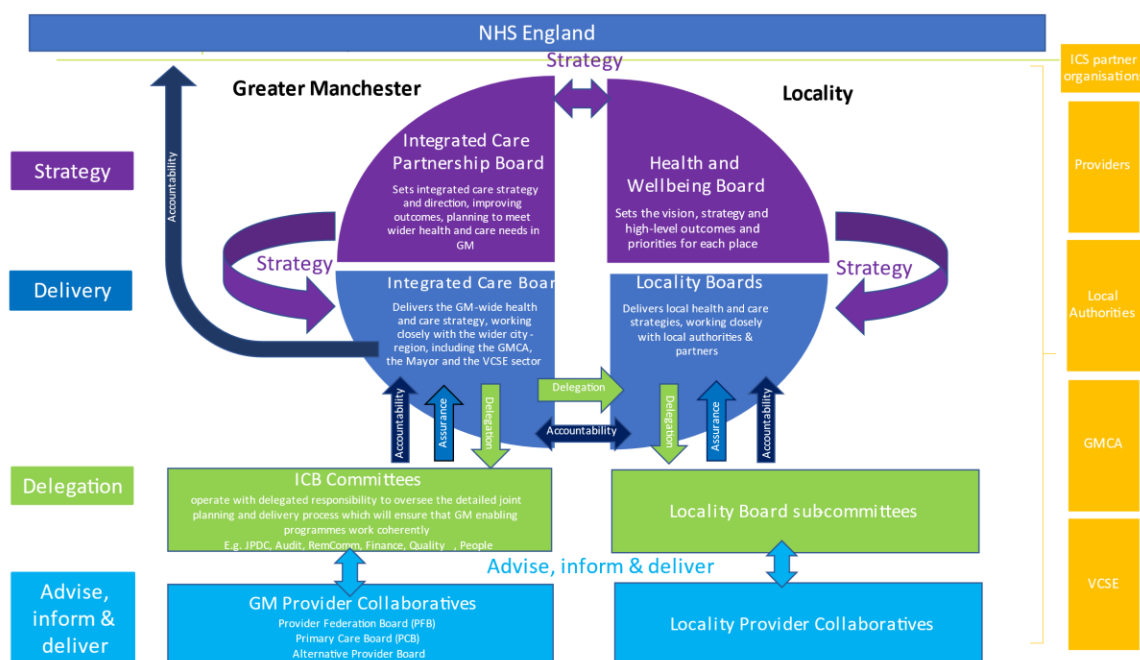 NHS England
Strategy
Greater Manchester
Locality
ICS partner
organisations
Strategy
Delivery
Delegation
Advise,
inform &
deliver
Accountability
Integrated Care
Partnership Board
Sets integrated care strategy
and direction, improving
outcomes, planning to meet
wider health and care needs in
GM
Health and
Wellbeing Board
Sets the vision, strategy and
high-level outcomes and
priorities for each place
Strategy
Strategy
Integrated Care Boar
Delivers the GM-wide health
and care strategy, working
closely with the wider city-
region, including the GMCA,
the Mayor and the VCSE sector
Locality Boards
Delivers local health and care
strategies, working closely
with local authorities &
partners
Accountability
Assurance
Delegation
Delegation
Accountability
Delegation
Assurance
Accountability
ICB Committees
operate with delegated responsibility to oversee the detailed joint
planning and delivery process which will ensure that GM enabling
programmes work coherently
E.g. JPDC, Audit, RemComm, Finance, Quality , People
Locality Board subcommittees
Advise, inform & deliver
GM Provider Collaboratives
Provider Federation Board (PFB)
Primary Care Board (PCB)
Alternative Provider Board
Locality Provider Collaboratives
Providers
Local
Authorities
GMCA
VCSE